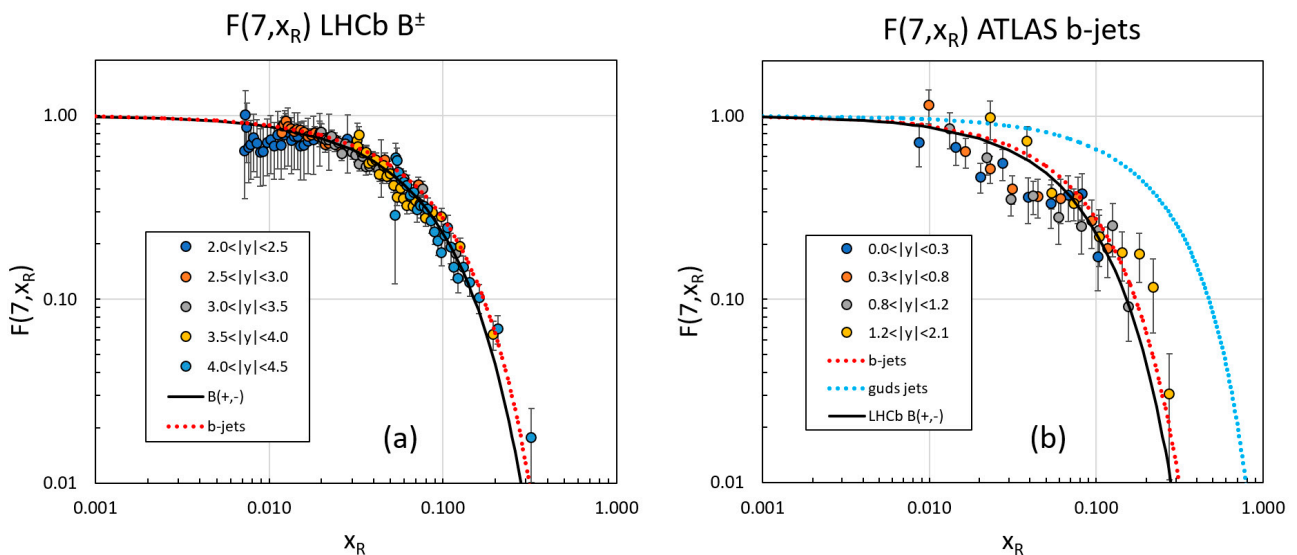 F(7,xR) LHCb B±
F(7,xR)
1.00
0.10
0.01
2.0<|y|<2.5
2.5<|y|<3.0
3.0<|y|<3.5
3.5<|y|<4.0
4.0<|y|<4.5
B(+,-)
b-jets
(a)
0.001
0.010
0.100
1.000
xR
F(7,xR) ATLAS b-jets
F(7,xR)
1.00
0.10
0.01
0.0<|y|<0.3
0.3<|y|<0.8
0.8<|y|<1.2
1.2<|y|<2.1
b-jets
guds jets
LHCb B(+,-)
(b)
0.001
0.010
0.100
1.000
xR